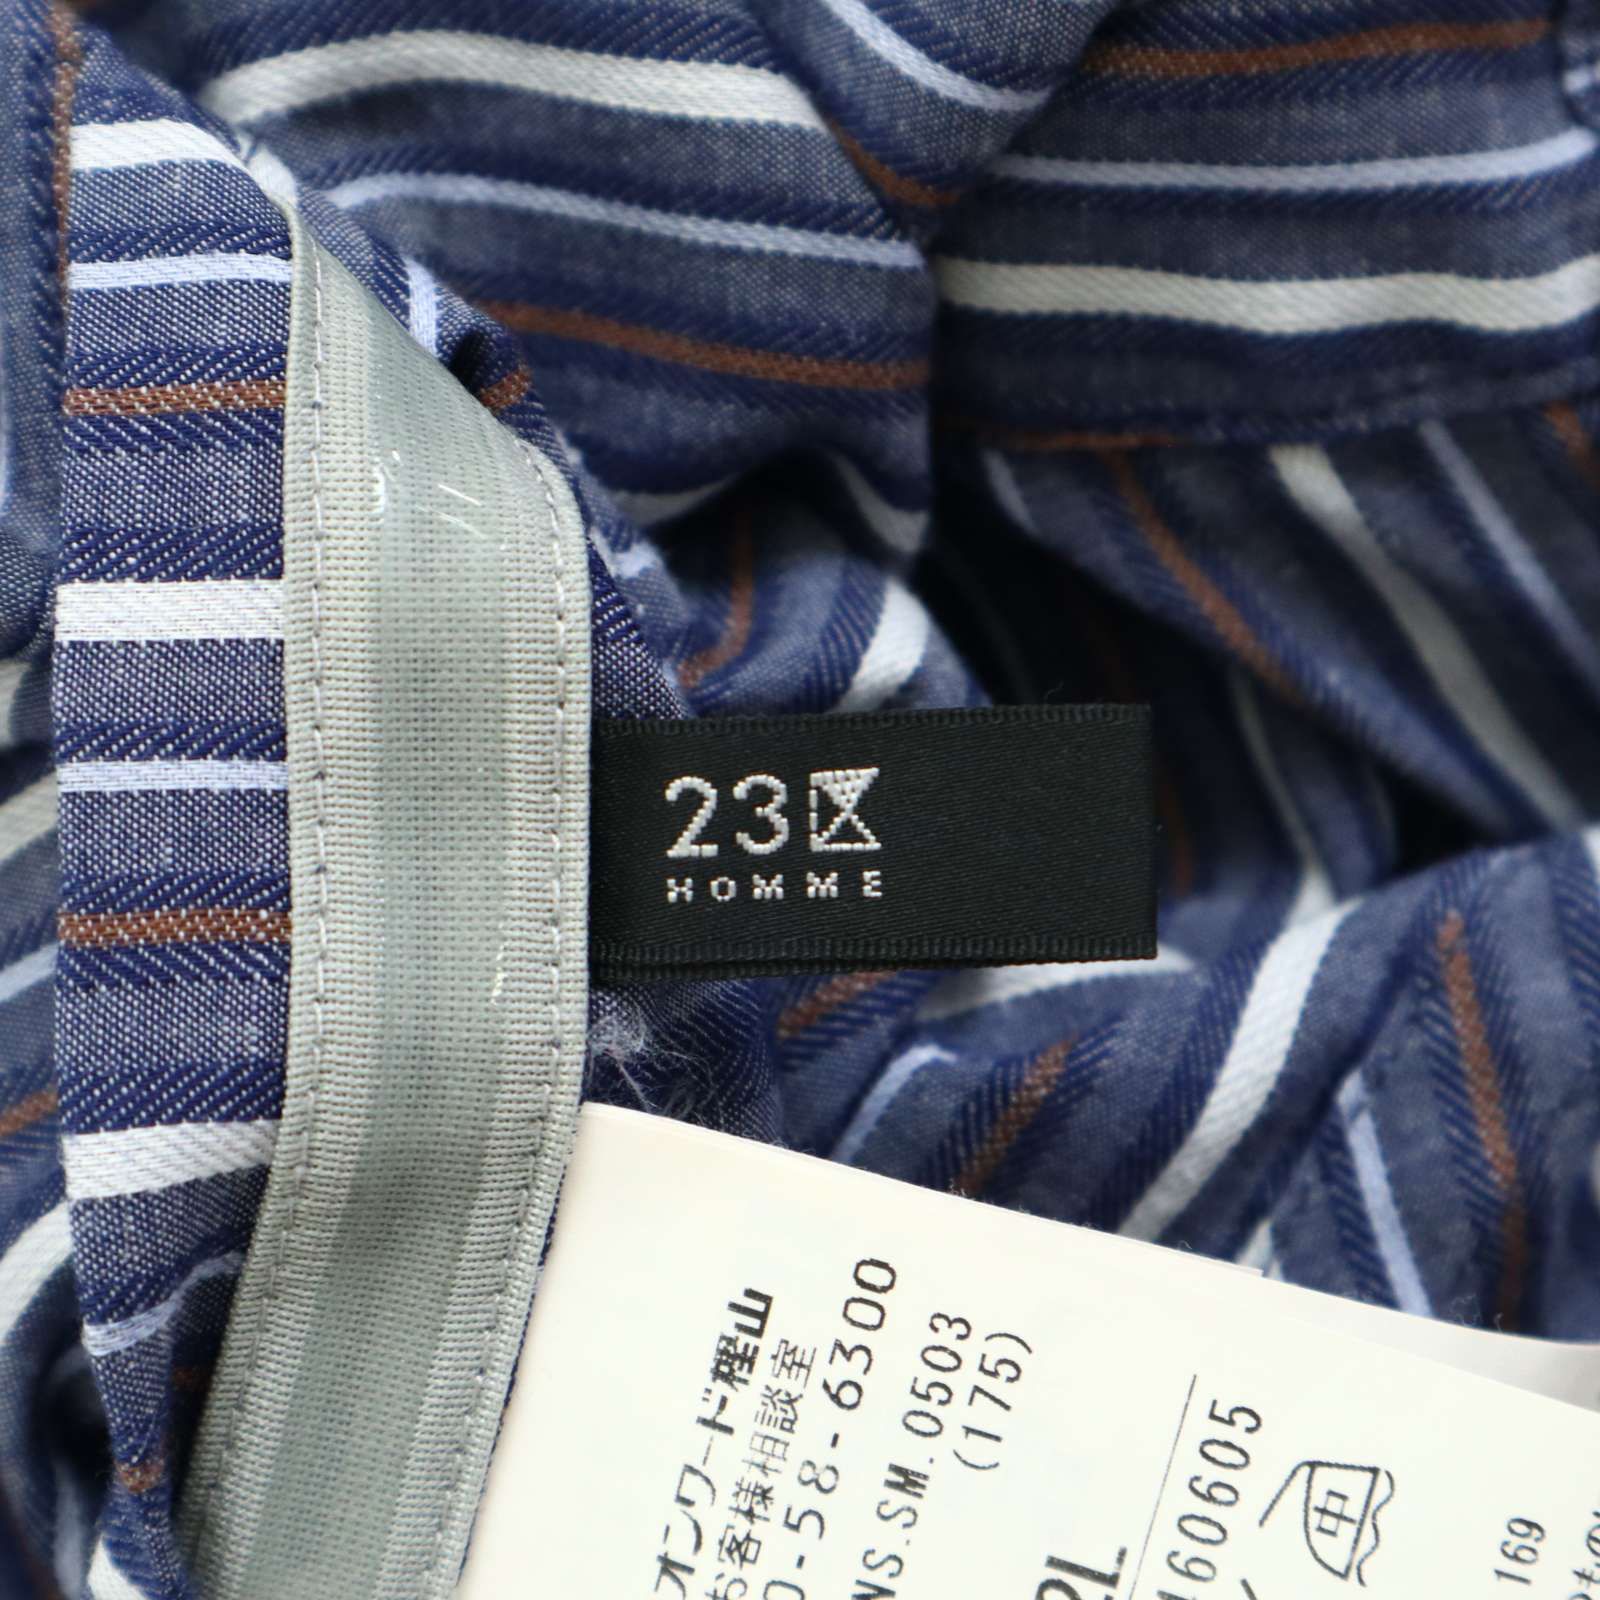 23区
HOMME
オンワード樫山
お客様相談室
0-58-6300
NS.SM.0503
(175)
160605
中
169